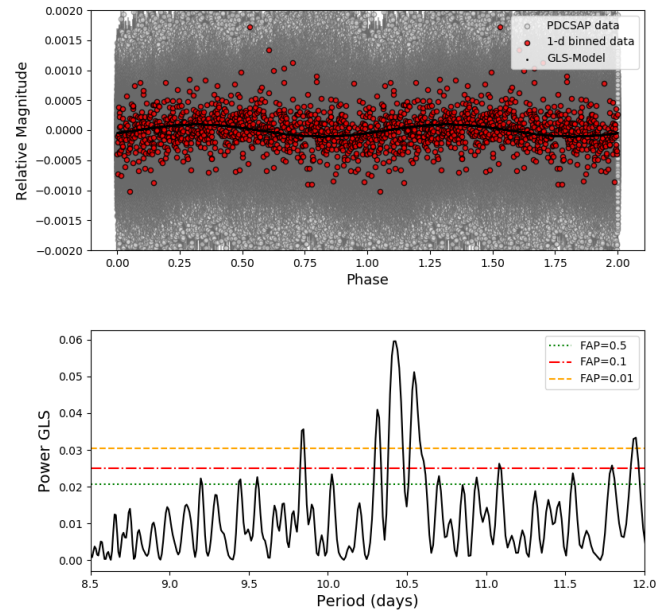 0.0020
0.0015
0.0010
0.0005
0.0000
-0.0005
-0.0010
-0.0015
-0.0020
Relative Magnitude
PDCSAP data
1-d binned data
GLS-Model
0.00 0.25 0.50 0.75 1.00 1.25 1.50 1.75 2.00
Phase
0.06
0.05
0.04
0.03
0.02
0.01
0.00
Power GLS
FAP=0.5
FAP=0.1
FAP=0.01
8.5 9.0 9.5 10.0 10.5 11.0 11.5 12.0
Period (days)